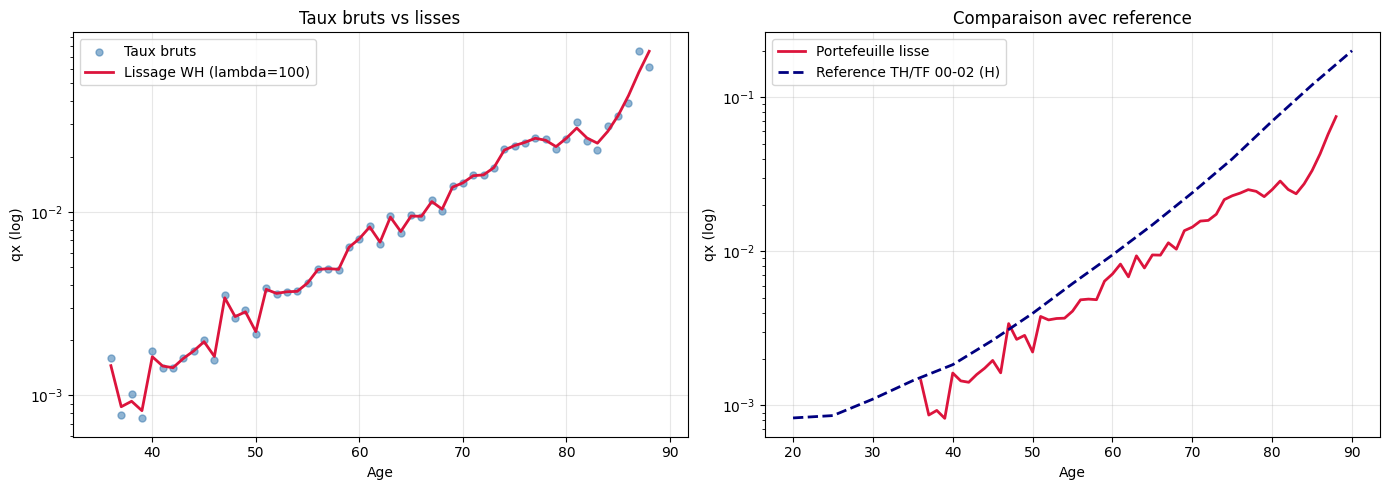 Taux bruts vs lisses
Taux bruts
Lissage WH (lambda=100)
qx (log)
10⁻²
10⁻³
40
50
60
70
80
90
Age
Comparaison avec reference
Portefeuille lisse
Reference TH/TF 00-02 (H)
qx (log)
10⁻¹
10⁻²
10⁻³
20
30
40
50
60
70
80
90
Age